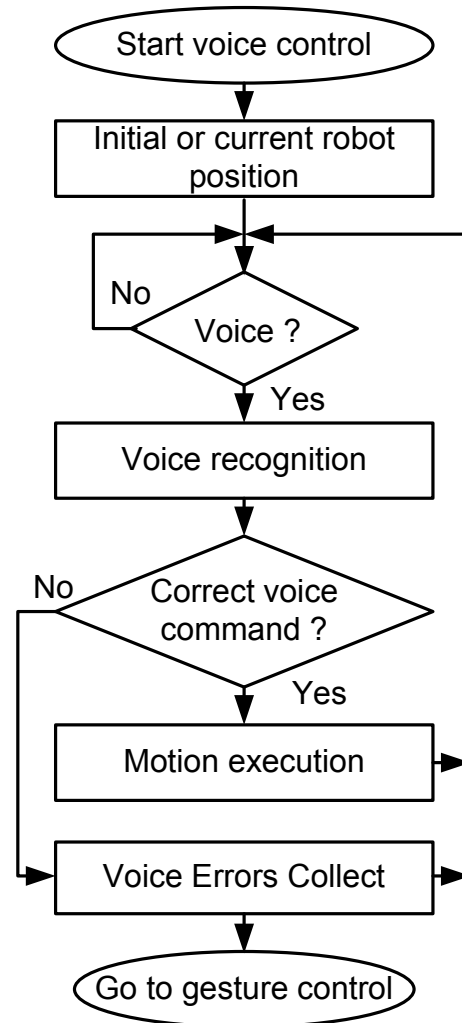 Start voice control
Initial or current robot
position
No
Voice ?
Yes
Voice recognition
No
Correct voice
command ?
Yes
Motion execution
Voice Errors Collect
Go to gesture control